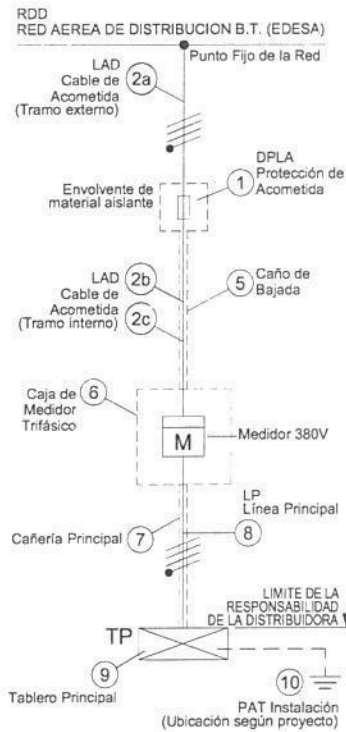 RDD
RED AEREA DE DISTRIBUCION B.T. (EDESA)
Punto Fijo de la Red
LAD
Cable de
Acometida
(Tramo externo)
2a
DPLA
Protección de
Acometida
1
Envolvente de
material aislante
LAD
Cable de
Acometida
(Tramo interno)
2b
2c
5
Caño de
Bajada
6
Caja de
Medidor
Trifásico
M
Medidor 380V
LP
Línea Principal
Cañería Principal
7
8
LIMITE DE LA
RESPONSABILIDAD
DE LA DISTRIBUIDORA
TP
9
Tablero Principal
10
PAT Instalación
(Ubicación según proyecto)